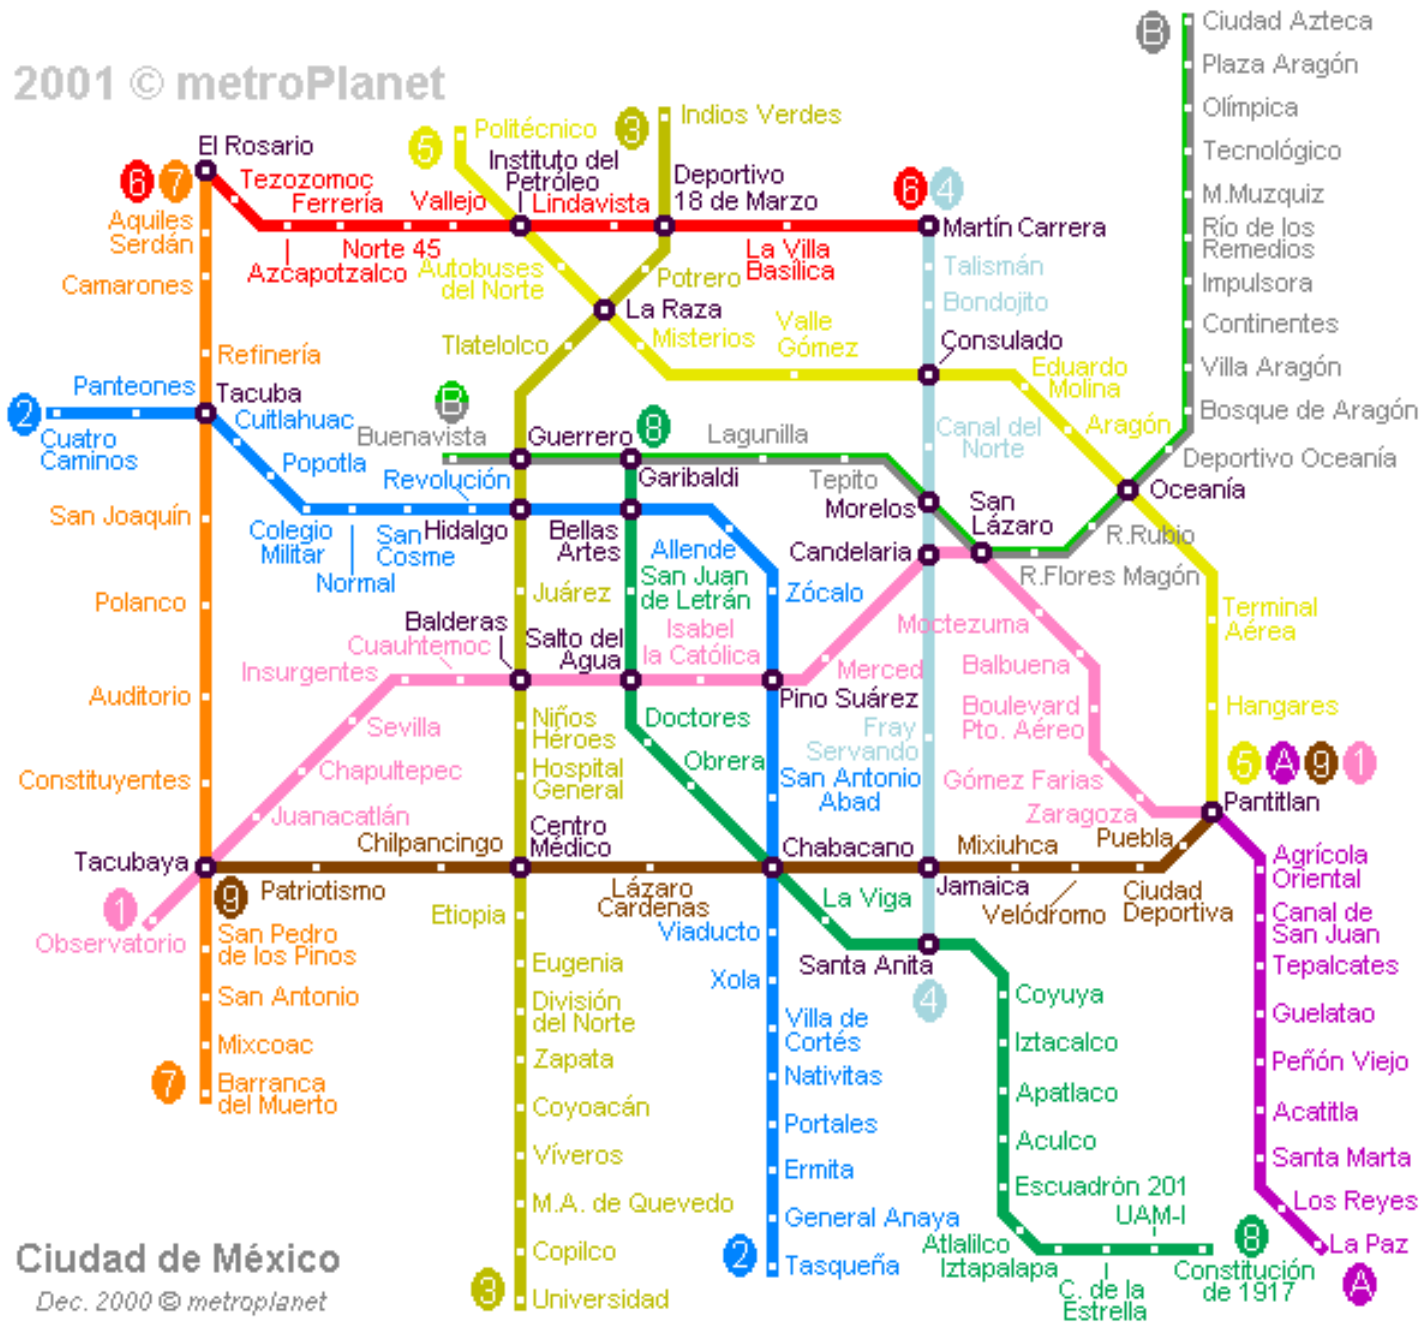 B
Ciudad Azteca
2001 © metroPlanet
Plaza Aragón
Olímpica
Tecnológico
M.Muzquiz
Río de los
Remedios
Impulsora
Continentes
Villa Aragón
Bosque de Aragón
Deportivo Oceanía
Oceanía
R.Rubio
R.Flores Magón
San
Lázaro
Morelos
Tepito
Lagunilla
8
Garibaldi
Guerrero
B
Buenavista
5
Politécnico
Instituto del
Petróleo
3
Indios Verdes
Deportivo
18 de Marzo
El Rosario
6
7
Tezozomoc
Ferrería
Vallejo
Lindavista
Azcapotzalco
Norte 45
La Villa
Basílica
6
4
Martín Carrera
Autobuses
del Norte
Potrero
La Raza
Tlatelolco
Misterios
Valle
Gómez
Talismán
Bondojito
Consulado
Eduardo
Molina
Aragón
Canal del
Norte
Aquiles
Serdán
Camarones
Refinería
Panteones
Tacuba
2
Cuatro
Caminos
Cuitlahuac
Popotla
Colegio
Militar
Normal
San
Cosme
Revolución
Hidalgo
Bellas
Artes
Allende
Zócalo
San Joaquín
Polanco
Auditorio
Constituyentes
Juárez
San Juan
de Letrán
Balderas
Cuauhtemoc
Insurgentes
Salto del
Agua
Isabel
la Católica
Pino Suárez
Merced
Candelaria
Moctezuma
Balbuena
Boulevard
Pto. Aéreo
Gómez Farias
Zaragoza
Terminal
Aérea
Hangares
5
A
9
1
Pantitlan
Sevilla
Chapultepec
Juanacatlán
Niños
Héroes
Hospital
General
Doctores
Obrera
San Antonio
Abad
Fray
Servando
Tacubaya
1
Observatorio
9
Patriotismo
Chilpancingo
Centro
Médico
Lázaro
Cardenas
Chabacano
Jamaica
Mixiuhca
Velódromo
Ciudad
Deportiva
Puebla
La Viga
Santa Anita
4
San Pedro
de los Pinos
San Antonio
Mixcoac
7
Barranca
del Muerto
Etiopia
Eugenia
División
del Norte
Zapata
Coyoacán
Víveros
M.A. de Quevedo
Copilco
3
Universidad
Viaducto
Xola
Villa de
Cortés
Nativitas
Portales
Ermita
General Anaya
2
Tasqueña
Coyuya
Iztacalco
Apatlaco
Aculco
Escuadrón 201
UAM-I
Atlalilco
Iztapalapa
C. de la
Estrella
8
Constitución
de 1917
Agrícola
Oriental
Canal de
San Juan
Tepalcates
Guelatao
Peñón Viejo
Acatitla
Santa Marta
Los Reyes
La Paz
A
Ciudad de México
Dec. 2000 © metroplanet